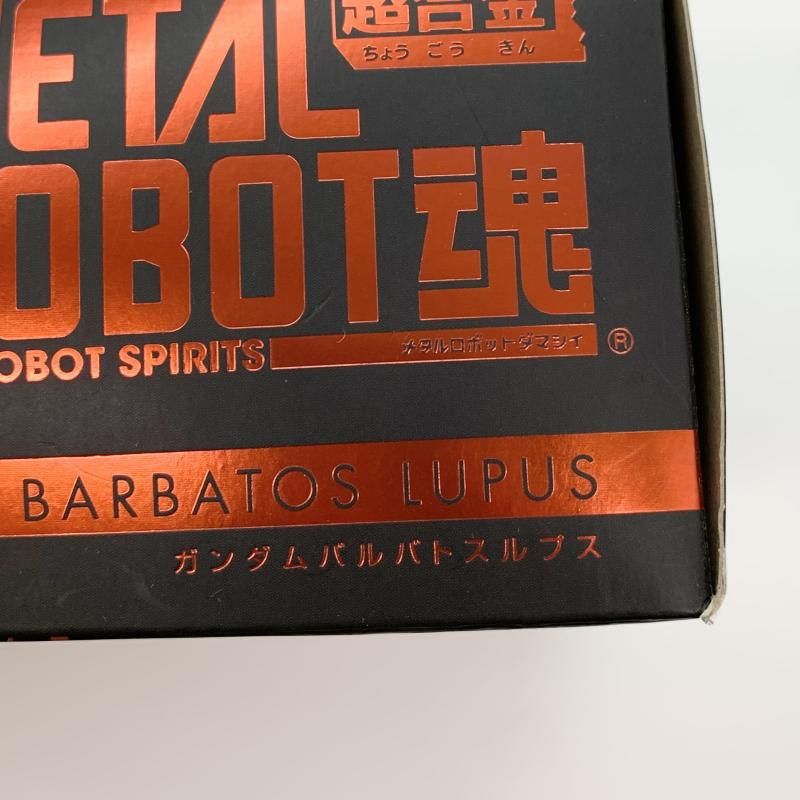 超合金
ちょう ごう きん
ETAL
OBOT魂
OBOT SPIRITS メタルロボットダマシイ ®
BARBATOS LUPUS
ガンダムバルバトスルプス